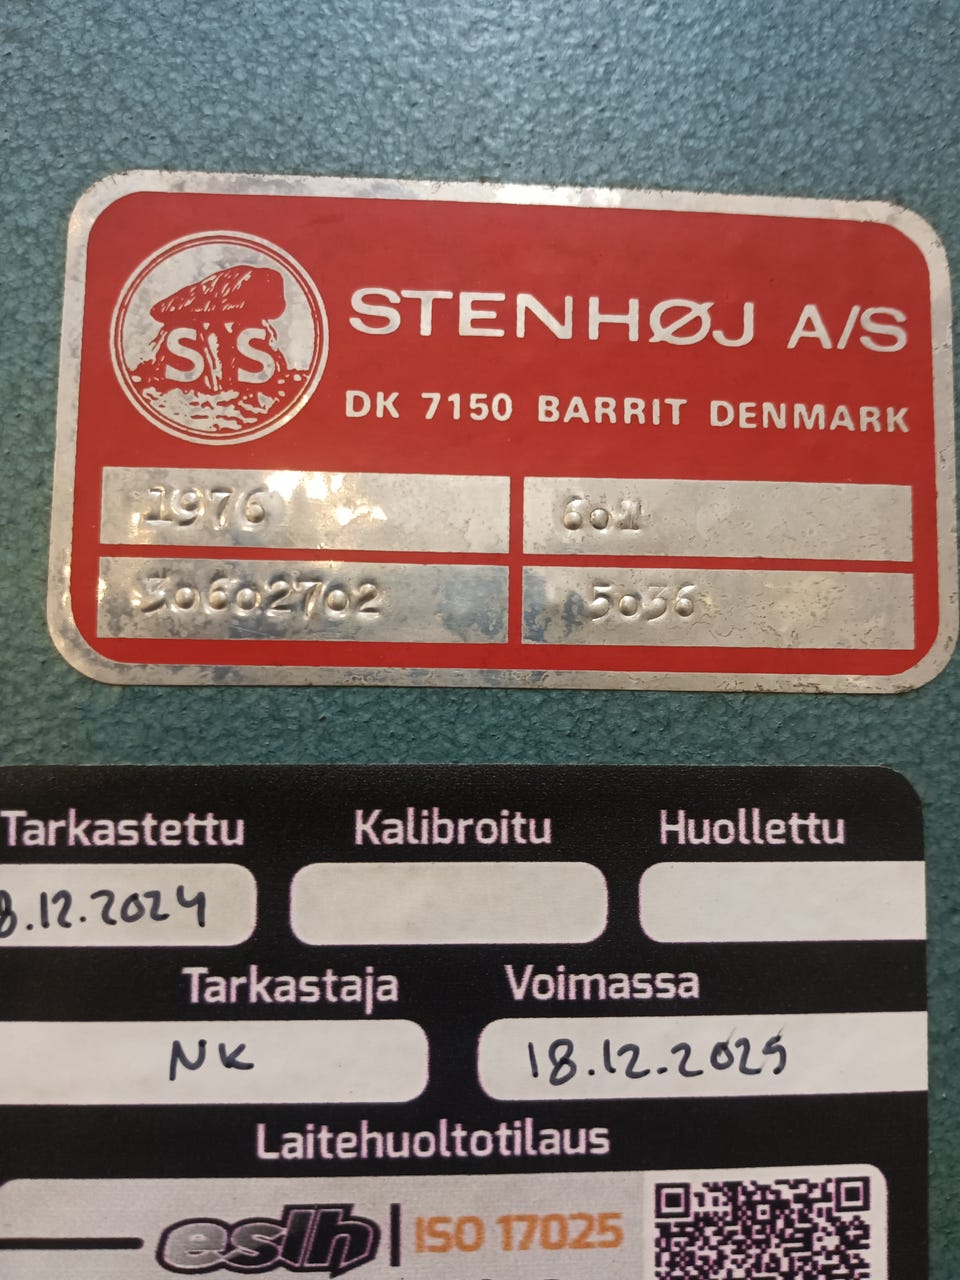 S S
STENHØJ A/S
DK 7150 BARRIT DENMARK
1976 601
30602702 5036
Tarkastettu Kalibroitu Huollettu
8.12.2024
Tarkastaja Voimassa
NK 18.12.2025
Laitehuoltotilaus
eslh ISO 17025